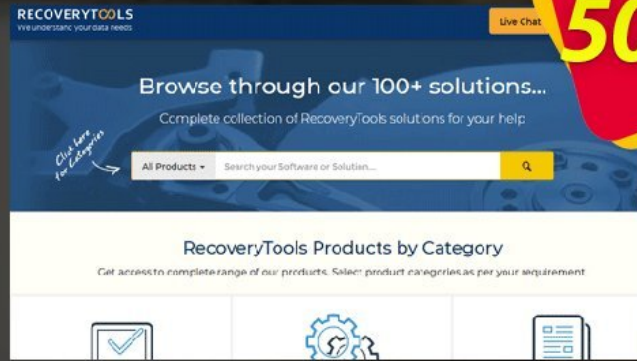 RECOVERYTOOLS
We understand your data needs
Live Chat
50
Browse through our 100+ solutions...
Complete collection of RecoveryTools solutions for your help
Click here
for Categories
All Products
Search your Software or Solution....
RecoveryTools Products by Category
Get access to complete range of our products. Select product categories as per your requirement